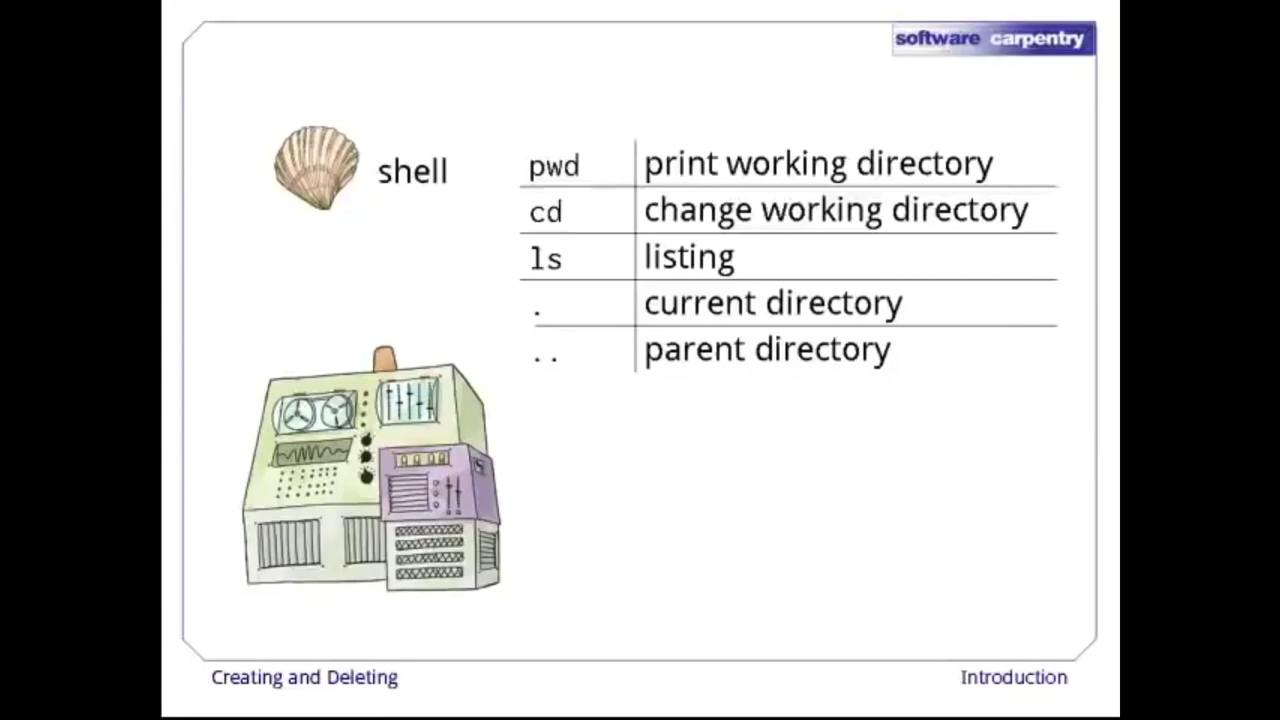 software carpentry
shell
pwd print working directory
cd change working directory
ls listing
. current directory
.. parent directory
Creating and Deleting
Introduction